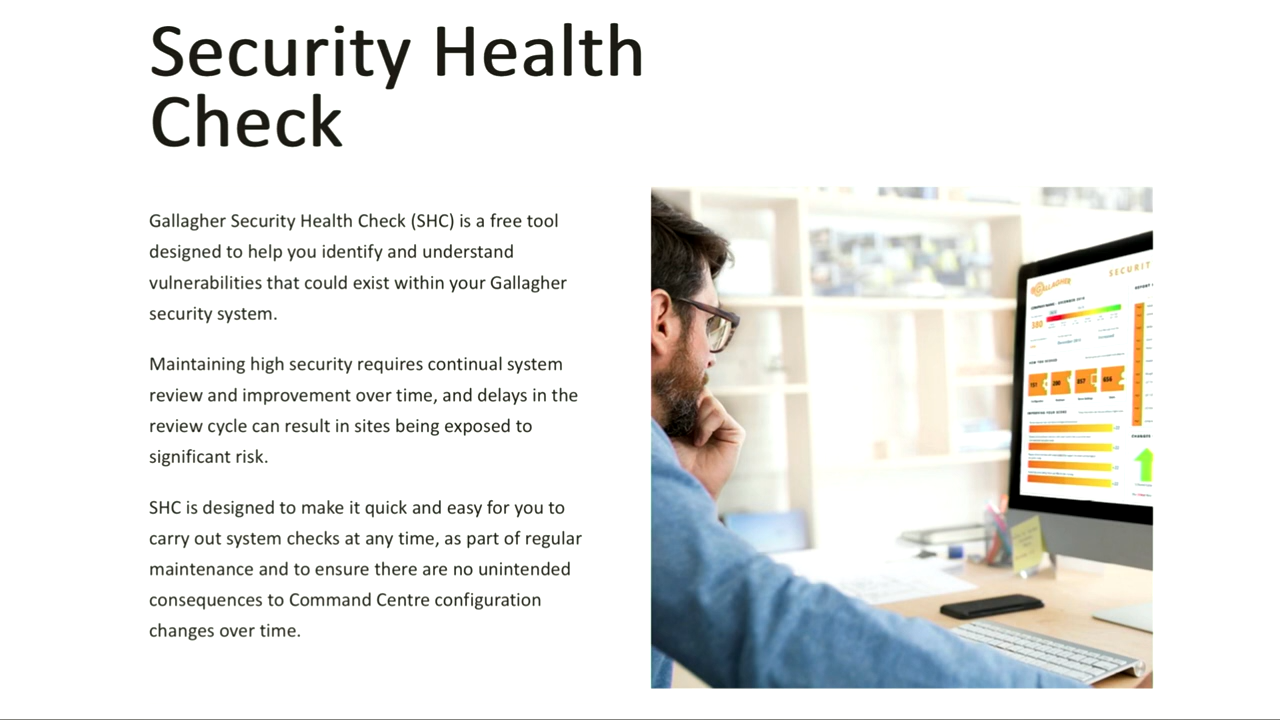 Security Health
Check
Gallagher Security Health Check (SHC) is a free tool
designed to help you identify and understand
vulnerabilities that could exist within your Gallagher
security system.
Maintaining high security requires continual system
review and improvement over time, and delays in the
review cycle can result in sites being exposed to
significant risk.
SHC is designed to make it quick and easy for you to
carry out system checks at any time, as part of regular
maintenance and to ensure there are no unintended
consequences to Command Centre configuration
changes over time.
GALLAGHER
SECURIT